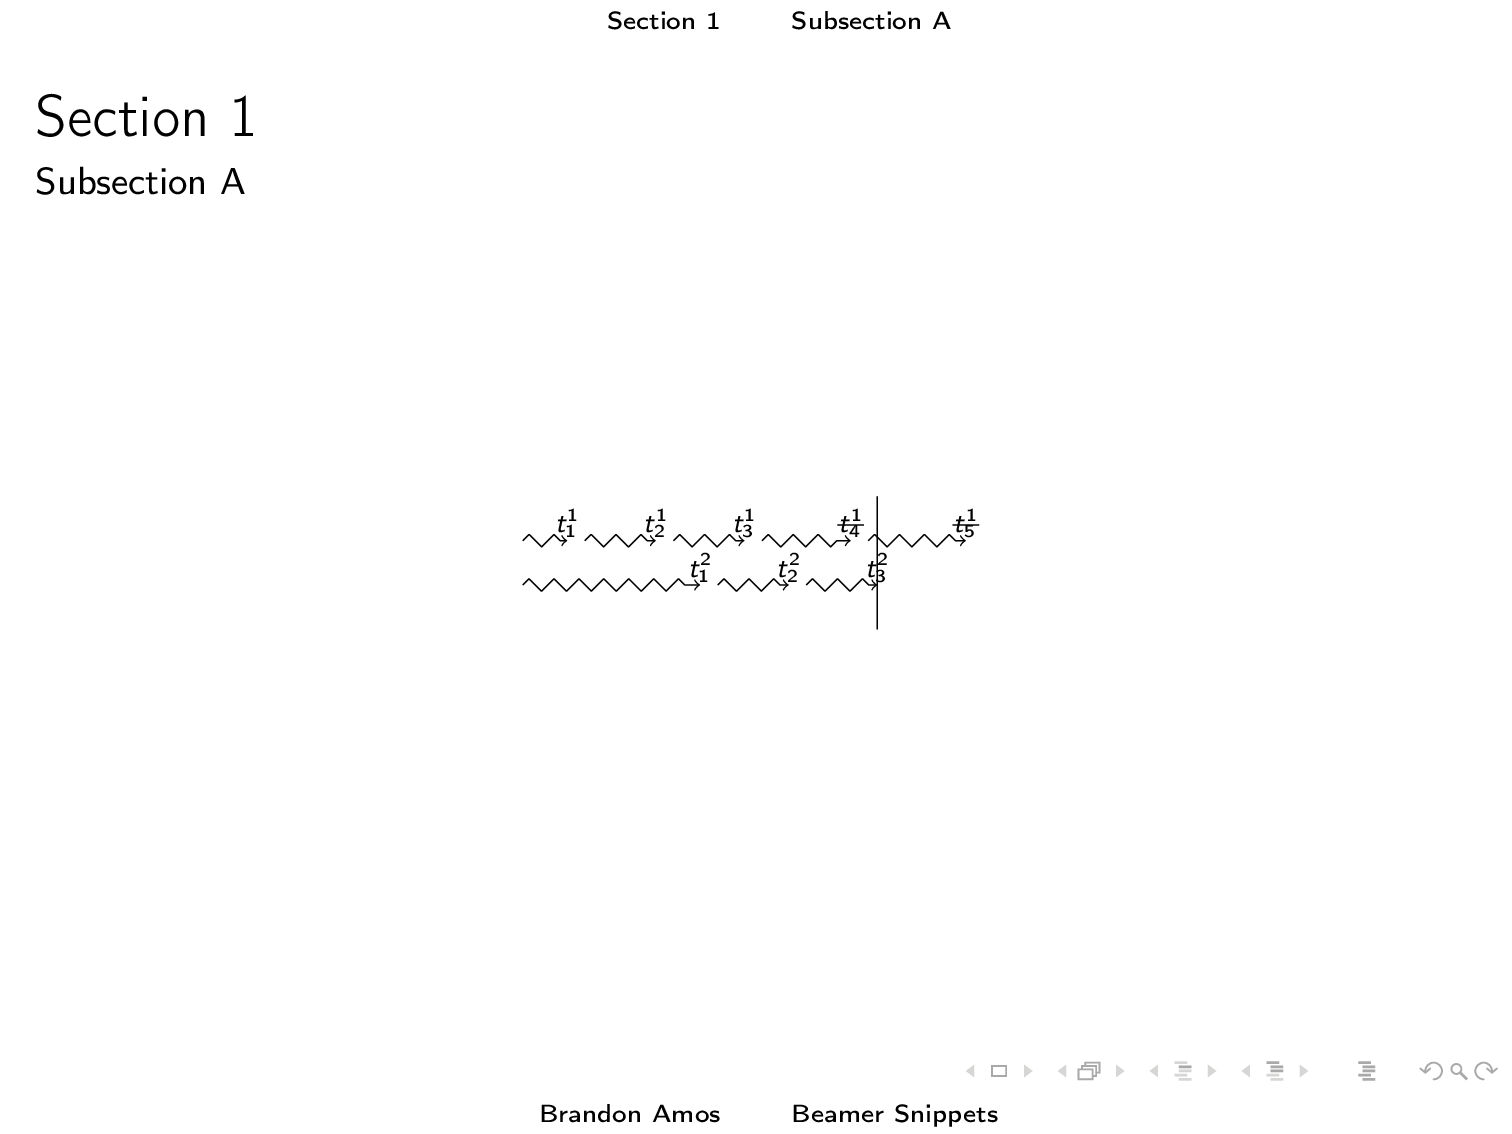 Section 1 Subsection A
Section 1
Subsection A
t_1^1 t_2^1 t_3^1 t_4^1 t_5^1
t_1^2 t_2^2 t_3^2
Brandon Amos Beamer Snippets